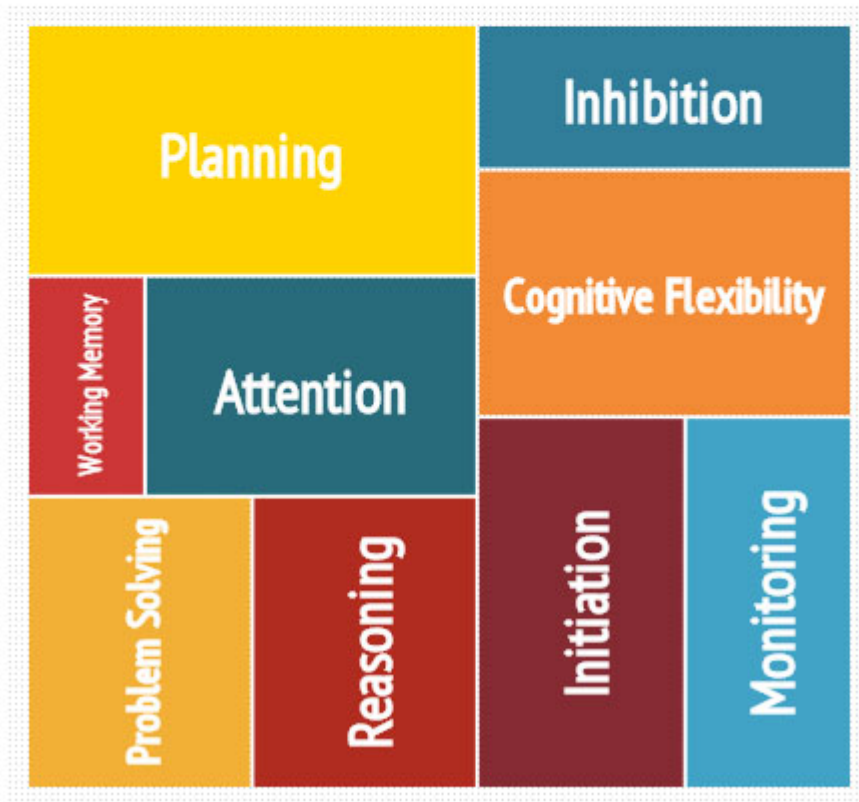 Planning
Inhibition
Cognitive Flexibility
Working Memory
Attention
Problem Solving
Reasoning
Initiation
Monitoring